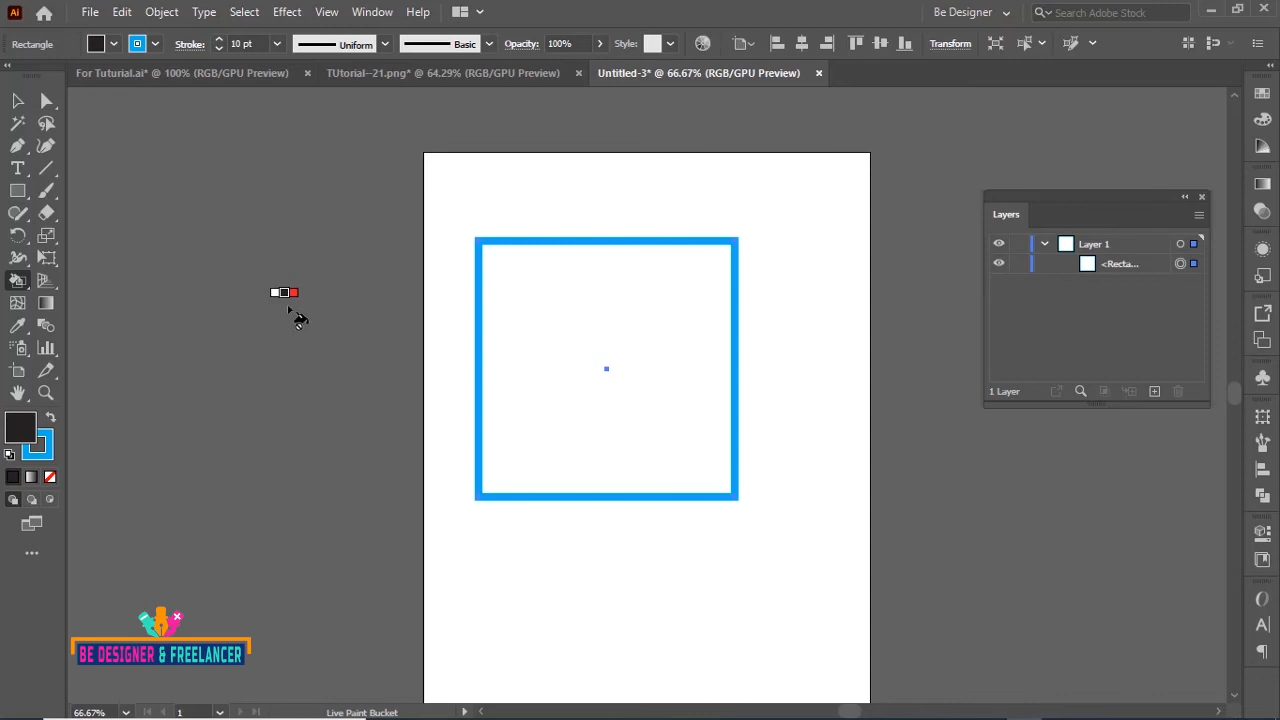 Ai File Edit Object Type Select Effect View Window Help Be Designer Search Adobe Stock
Rectangle Stroke: 10 pt Uniform Basic Opacity: 100% Style: Transform
For Tuturial.ai* @ 100% (RGB/GPU Preview) TUtorial--21.png* @ 64.29% (RGB/GPU Preview) Untitled-3* @ 66.67% (RGB/GPU Preview)
Layers
Layer 1
<Recta...
1 Layer
BE DESIGNER & FREELANCER
66.67% 1 Live Paint Bucket